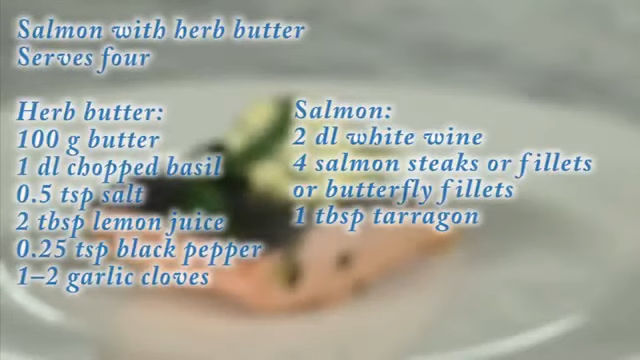 Salmon with herb butter
Serves four
Herb butter:
100 g butter
1 dl chopped basil
0.5 tsp salt
2 tbsp lemon juice
0.25 tsp black pepper
1–2 garlic cloves
Salmon:
2 dl white wine
4 salmon steaks or fillets
or butterfly fillets
1 tbsp tarragon